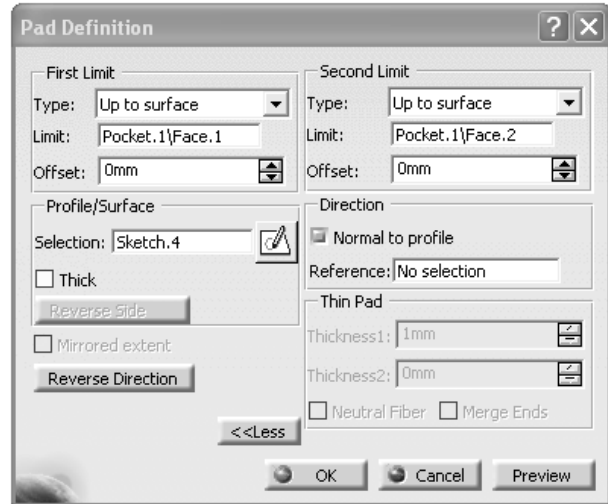 Pad Definition
? X
First Limit
Type: Up to surface
Limit: Pocket.1\Face.1
Offset: 0mm
Second Limit
Type: Up to surface
Limit: Pocket.1\Face.2
Offset: 0mm
Profile/Surface
Selection: Sketch.4
Thick
Reverse Side
Mirrored extent
Reverse Direction
Direction
Normal to profile
Reference: No selection
Thin Pad
Thickness1: 1mm
Thickness2: 0mm
Neutral Fiber Merge Ends
<<Less
OK Cancel Preview